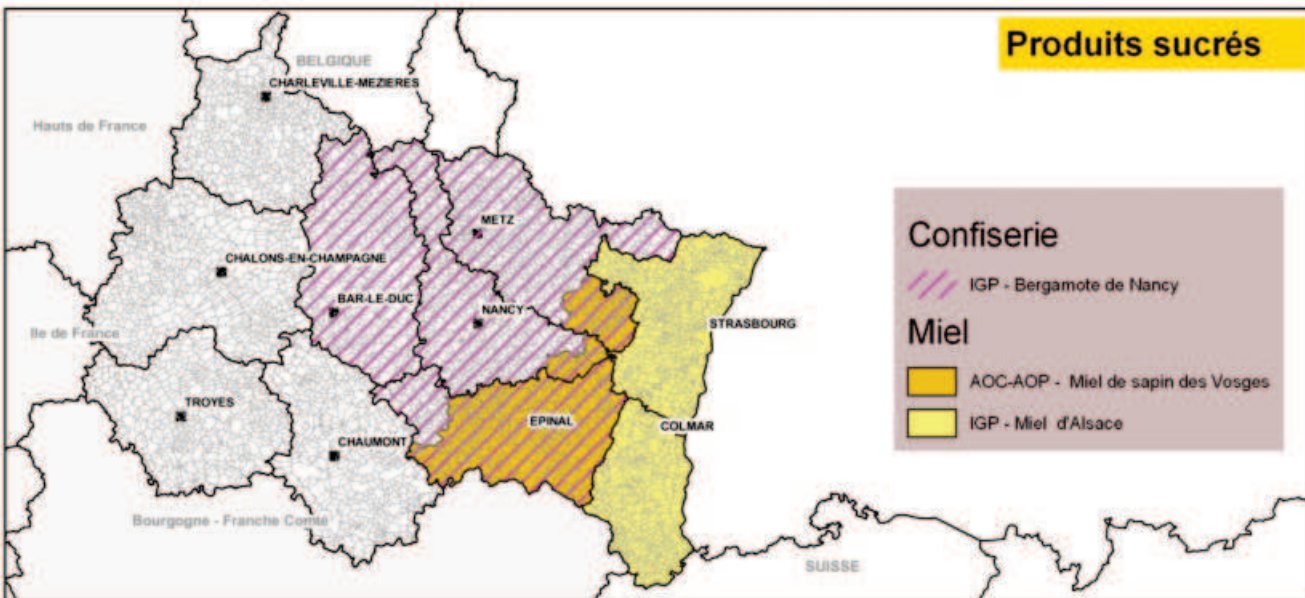 Produits sucrés
BELGIQUE
CHARLEVILLE-MEZIERES
Hauts de France
METZ
CHALONS-EN-CHAMPAGNE
BAR-LE-DUC
NANCY
STRASBOURG
Ile de France
TROYES
EPINAL
COLMAR
CHAUMONT
Bourgogne - Franche Comté
SUISSE
Confiserie
IGP - Bergamote de Nancy
Miel
AOC-AOP - Miel de sapin des Vosges
IGP - Miel d'Alsace